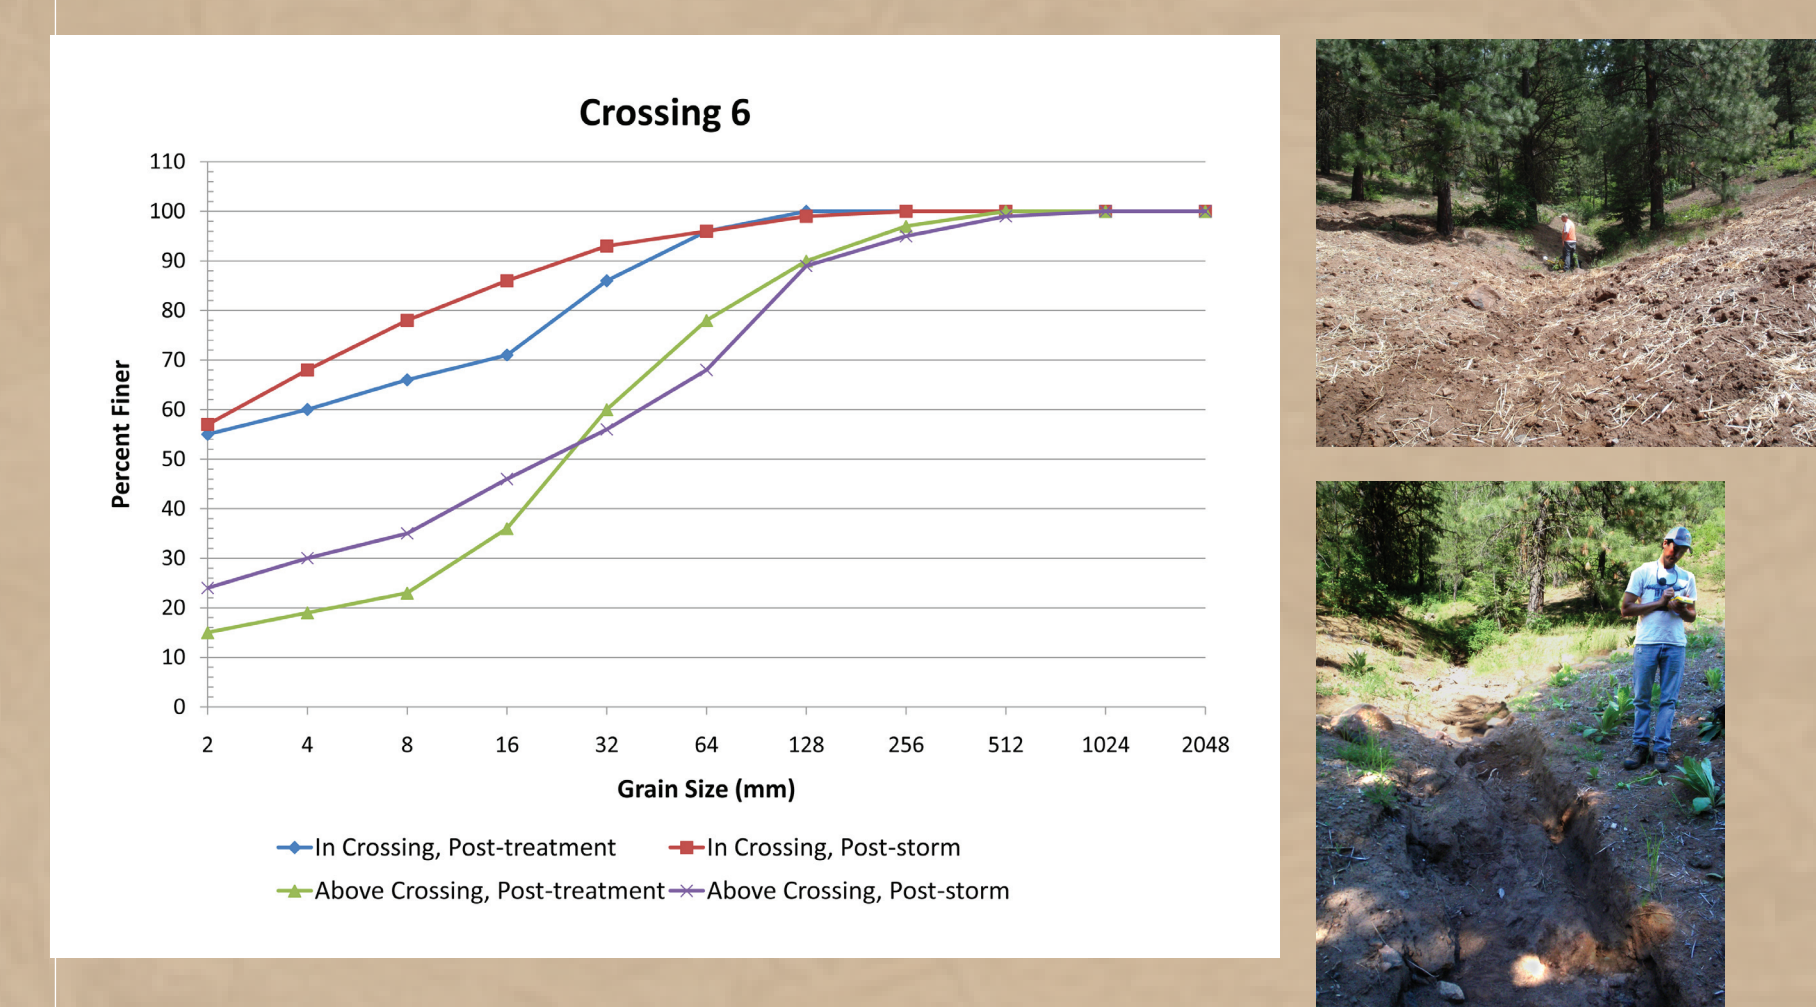 Crossing 6
110
100
90
80
70
60
50
40
30
20
10
0
Percent Finer
2 4 8 16 32 64 128 256 512 1024 2048
Grain Size (mm)
In Crossing, Post-treatment In Crossing, Post-storm
Above Crossing, Post-treatment Above Crossing, Post-storm